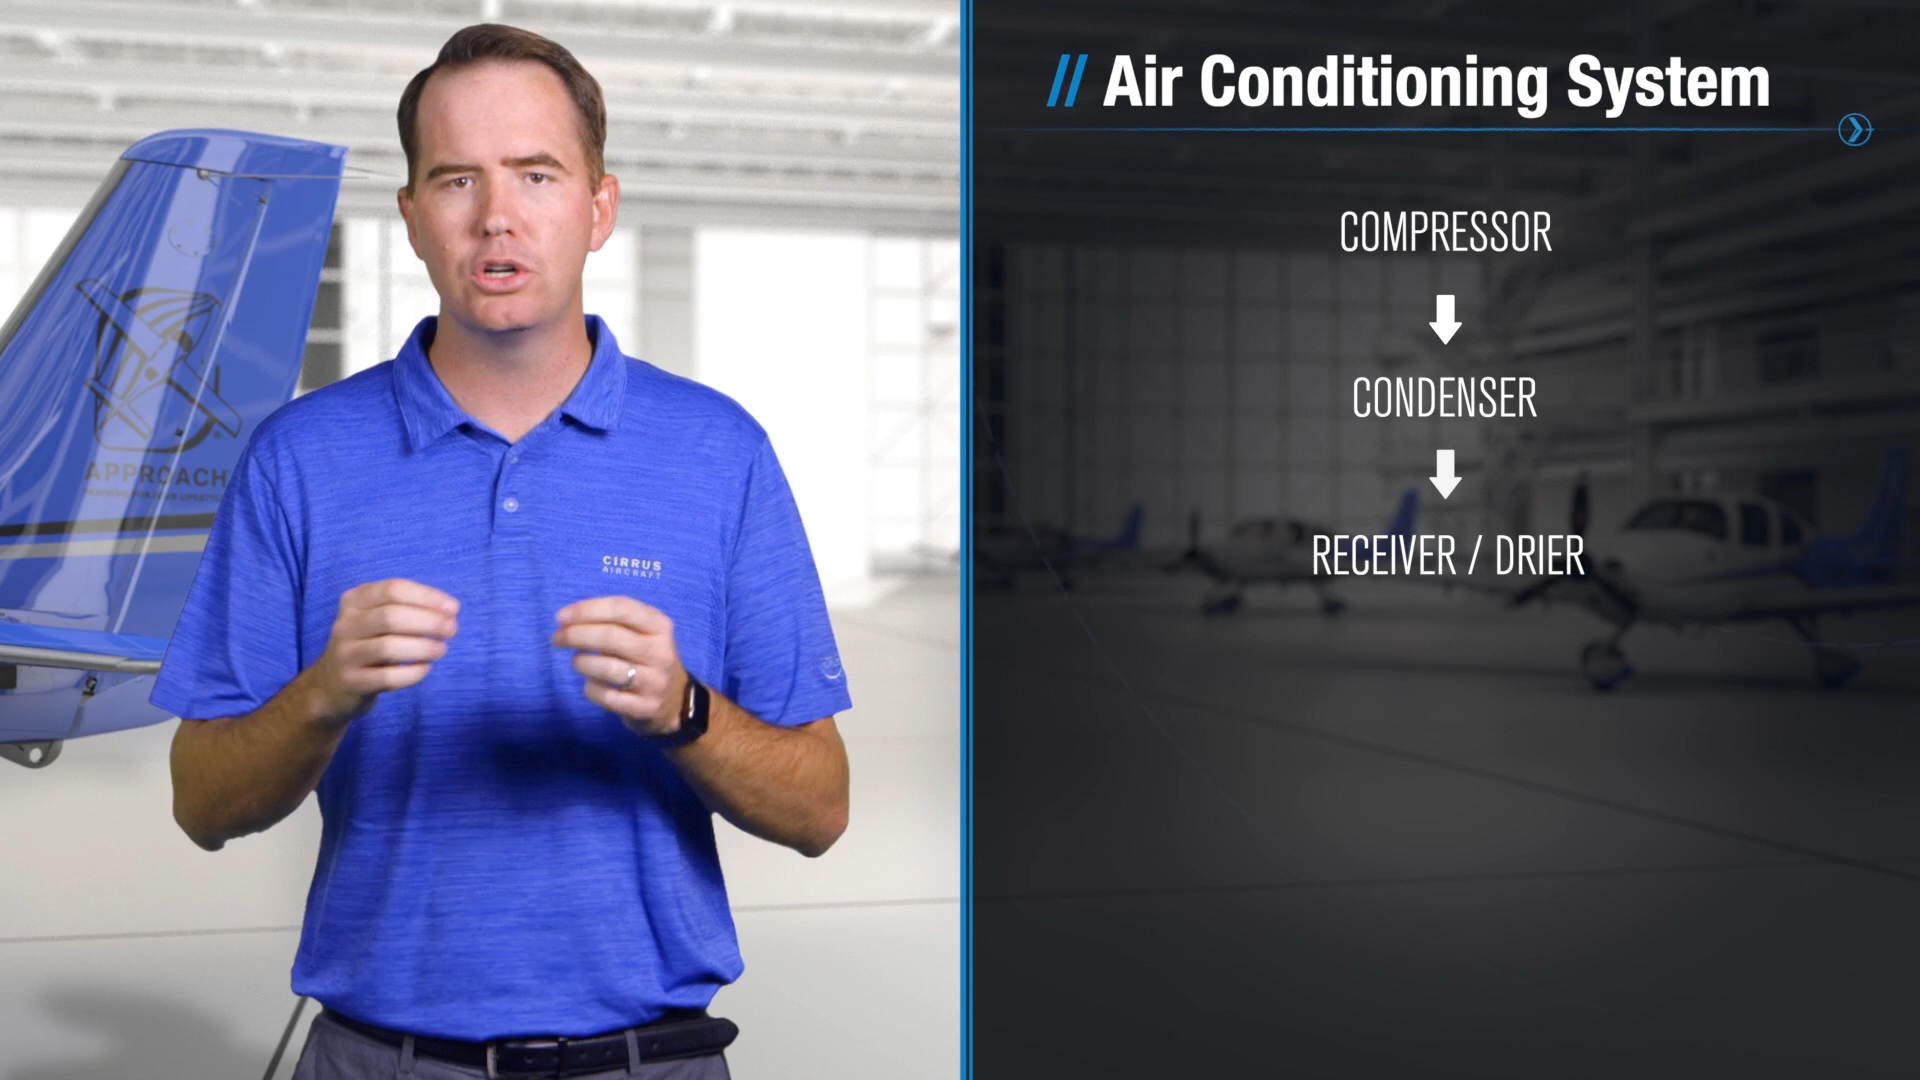 // Air Conditioning System
COMPRESSOR
CONDENSER
RECEIVER / DRIER
APPROACH
CIRRUS
AIRCRAFT